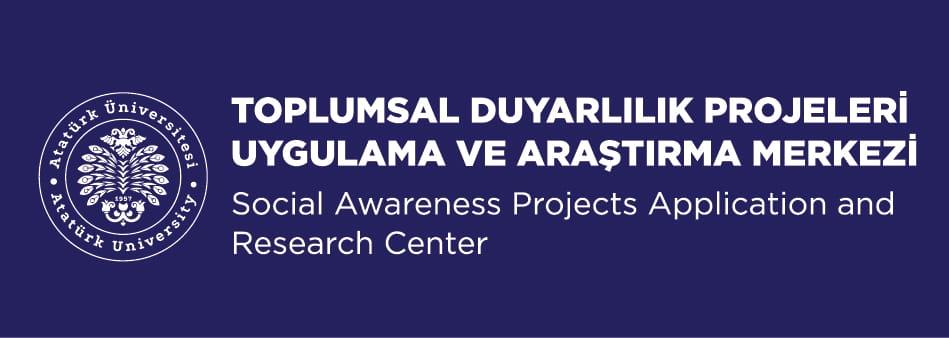 Atatürk Üniversitesi
1957
Atatürk University
TOPLUMSAL DUYARLILIK PROJELERİ
UYGULAMA VE ARAŞTIRMA MERKEZİ
Social Awareness Projects Application and
Research Center